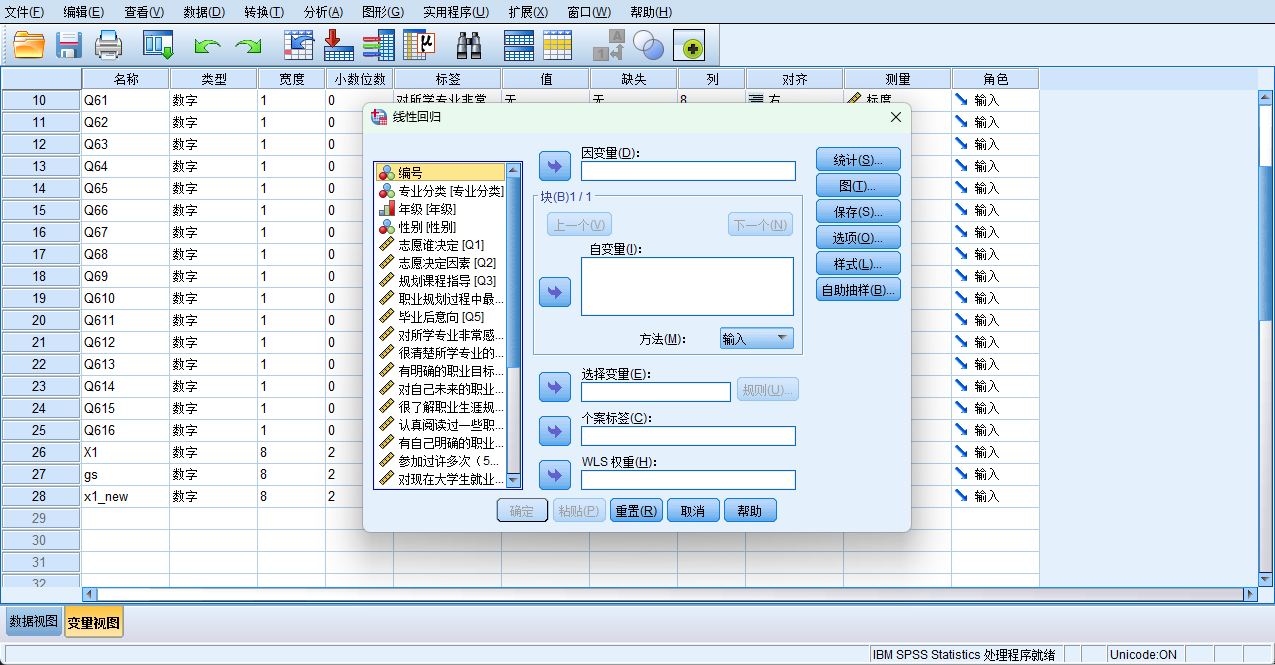 文件(F) 编辑(E) 查看(V) 数据(D) 转换(T) 分析(A) 图形(G) 实用程序(U) 扩展(X) 窗口(W) 帮助(H)
名称 类型 宽度 小数位数 标签 值 缺失 列 对齐 测量 角色
10 Q61 数字 1 0 对所学专业非常 无 无 8 右 标度 输入
11 Q62 数字 1 0 输入
12 Q63 数字 1 0 输入
13 Q64 数字 1 0 输入
14 Q65 数字 1 0 输入
15 Q66 数字 1 0 输入
16 Q67 数字 1 0 输入
17 Q68 数字 1 0 输入
18 Q69 数字 1 0 输入
19 Q610 数字 1 0 输入
20 Q611 数字 1 0 输入
21 Q612 数字 1 0 输入
22 Q613 数字 1 0 输入
23 Q614 数字 1 0 输入
24 Q615 数字 1 0 输入
25 Q616 数字 1 0 输入
26 X1 数字 8 2 输入
27 gs 数字 8 2 输入
28 x1_new 数字 8 2 输入
29
30
31
32
线性回归
编号
专业分类 [专业分类]
年级 [年级]
性别 [性别]
志愿谁决定 [Q1]
志愿决定因素 [Q2]
规划课程指导 [Q3]
职业规划过程中最...
毕业后意向 [Q5]
对所学专业非常感...
很清楚所学专业的...
有明确的职业目标...
对自己未来的职业...
很了解职业生涯规...
认真阅读过一些职...
有自己明确的职业...
参加过许多次（5...
对现在大学生就业...
因变量(D):
块(B)1 / 1
上一个(V) 下一个(N)
自变量(I):
方法(M): 输入
选择变量(E):
规则(U)...
个案标签(C):
WLS 权重(H):
统计(S)...
图(T)...
保存(S)...
选项(O)...
样式(L)...
自助抽样(B)...
确定 粘贴(P) 重置(R) 取消 帮助
数据视图 变量视图
IBM SPSS Statistics 处理程序就绪 Unicode:ON